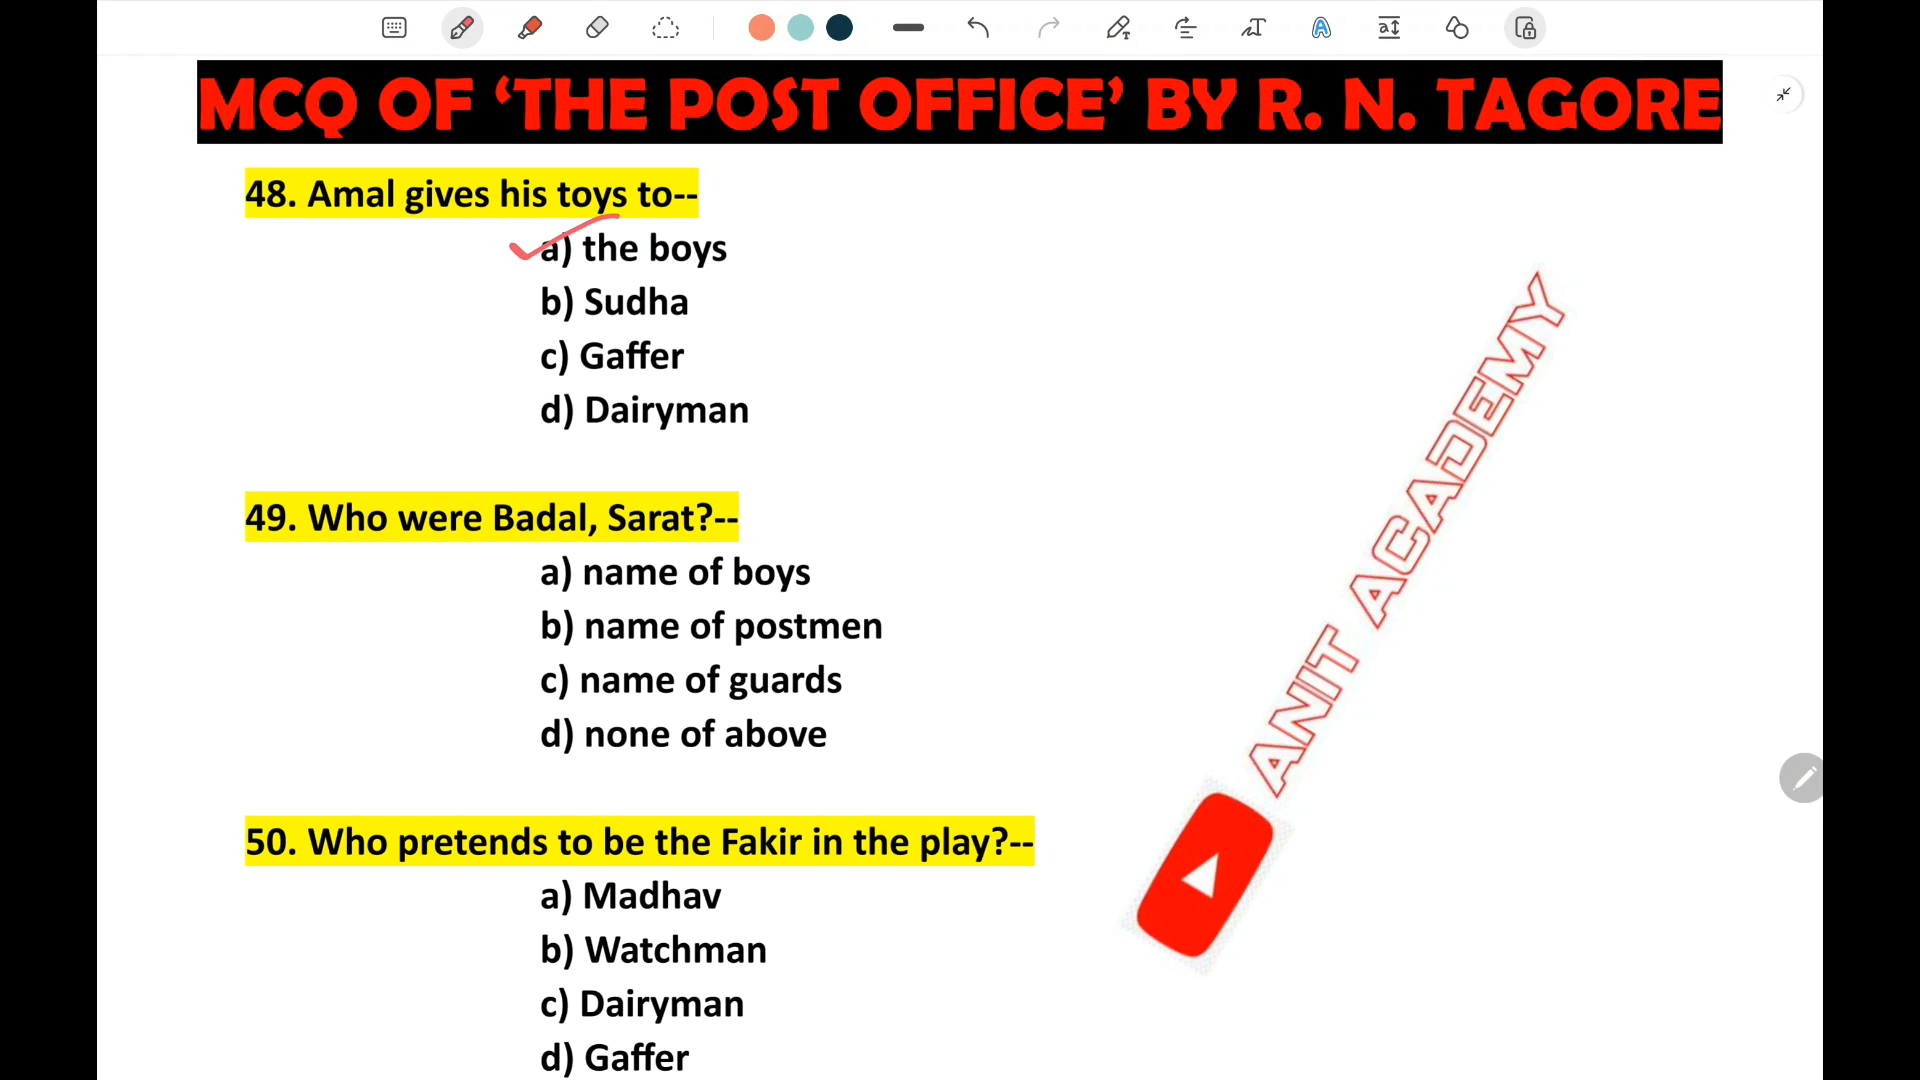 MCQ OF ‘THE POST OFFICE’ BY R. N. TAGORE
48. Amal gives his toys to--
a) the boys
b) Sudha
c) Gaffer
d) Dairyman
49. Who were Badal, Sarat?--
a) name of boys
b) name of postmen
c) name of guards
d) none of above
50. Who pretends to be the Fakir in the play?--
a) Madhav
b) Watchman
c) Dairyman
d) Gaffer
ANIT ACADEMY